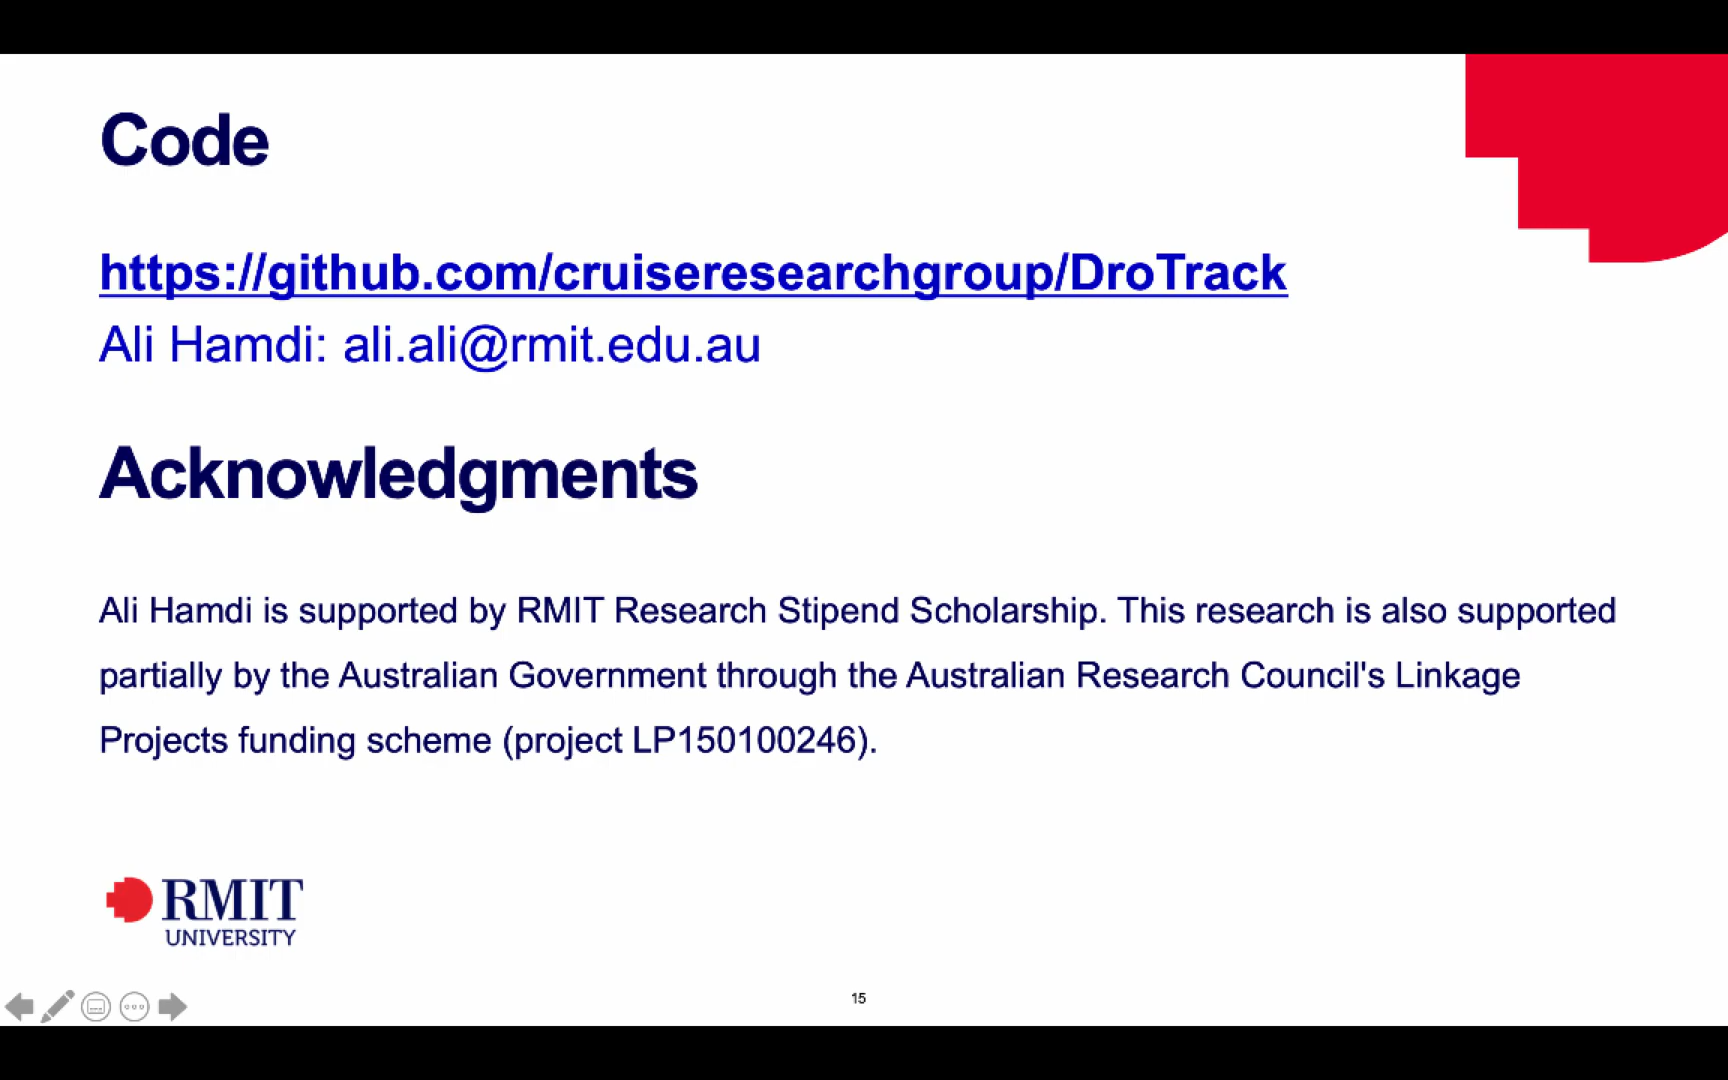 Code
https://github.com/cruiseresearchgroup/DroTrack
Ali Hamdi: ali.ali@rmit.edu.au
Acknowledgments
Ali Hamdi is supported by RMIT Research Stipend Scholarship. This research is also supported
partially by the Australian Government through the Australian Research Council's Linkage
Projects funding scheme (project LP150100246).
RMIT
UNIVERSITY
15